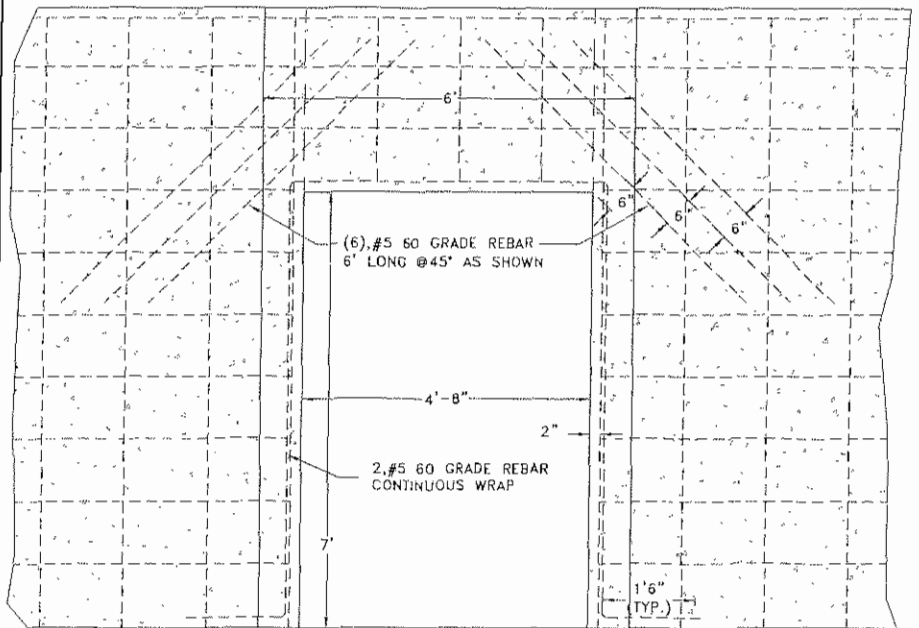 6'
(6),#5 60 GRADE REBAR
6' LONG @45° AS SHOWN
6"
6"
6"
4'-8"
2"
2,#5 60 GRADE REBAR
CONTINUOUS WRAP
7'
1'6"
(TYP.)